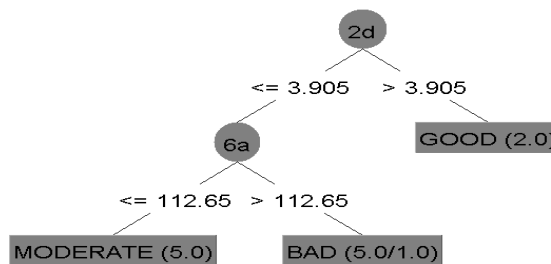 2d
<= 3.905 > 3.905
6a
GOOD (2.0)
<= 112.65 > 112.65
MODERATE (5.0) BAD (5.0/1.0)